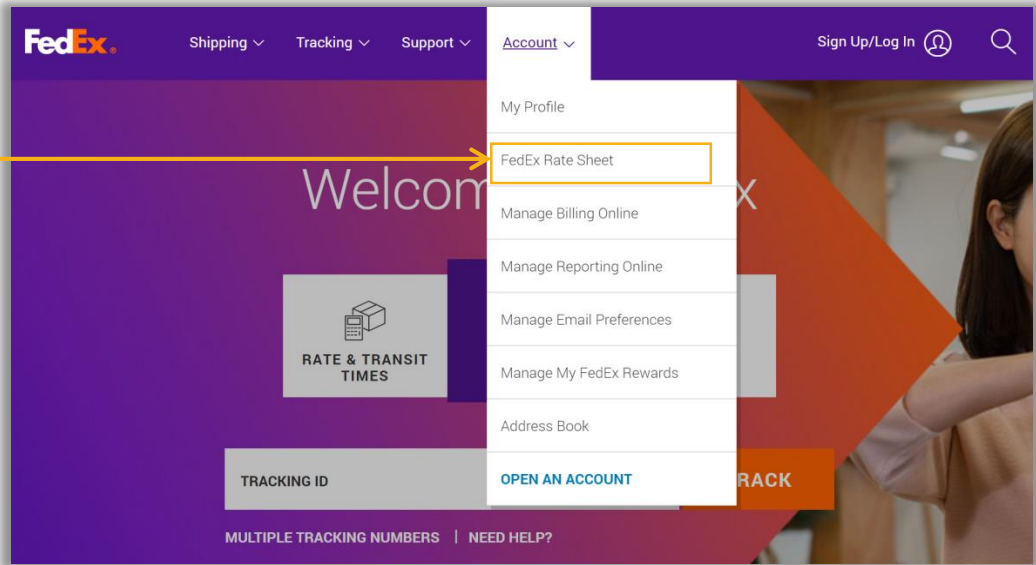 FedEx®
Shipping
Tracking
Support
Account
Sign Up/Log In
My Profile
FedEx Rate Sheet
Welcom
x
Manage Billing Online
Manage Reporting Online
Manage Email Preferences
RATE & TRANSIT
TIMES
Manage My FedEx Rewards
Address Book
TRACKING ID
OPEN AN ACCOUNT
RACK
MULTIPLE TRACKING NUMBERS | NEED HELP?